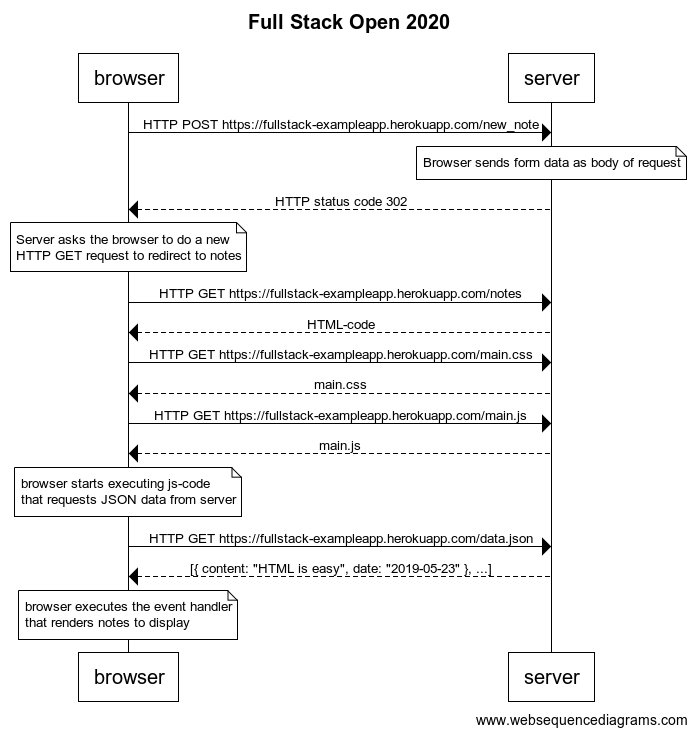 Full Stack Open 2020
browser
server
HTTP POST https://fullstack-exampleapp.herokuapp.com/new_note
Browser sends form data as body of request
HTTP status code 302
Server asks the browser to do a new
HTTP GET request to redirect to notes
HTTP GET https://fullstack-exampleapp.herokuapp.com/notes
HTML-code
HTTP GET https://fullstack-exampleapp.herokuapp.com/main.css
main.css
HTTP GET https://fullstack-exampleapp.herokuapp.com/main.js
main.js
browser starts executing js-code
that requests JSON data from server
HTTP GET https://fullstack-exampleapp.herokuapp.com/data.json
[{ content: "HTML is easy", date: "2019-05-23" }, ...]
browser executes the event handler
that renders notes to display
browser
server
www.websequencediagrams.com